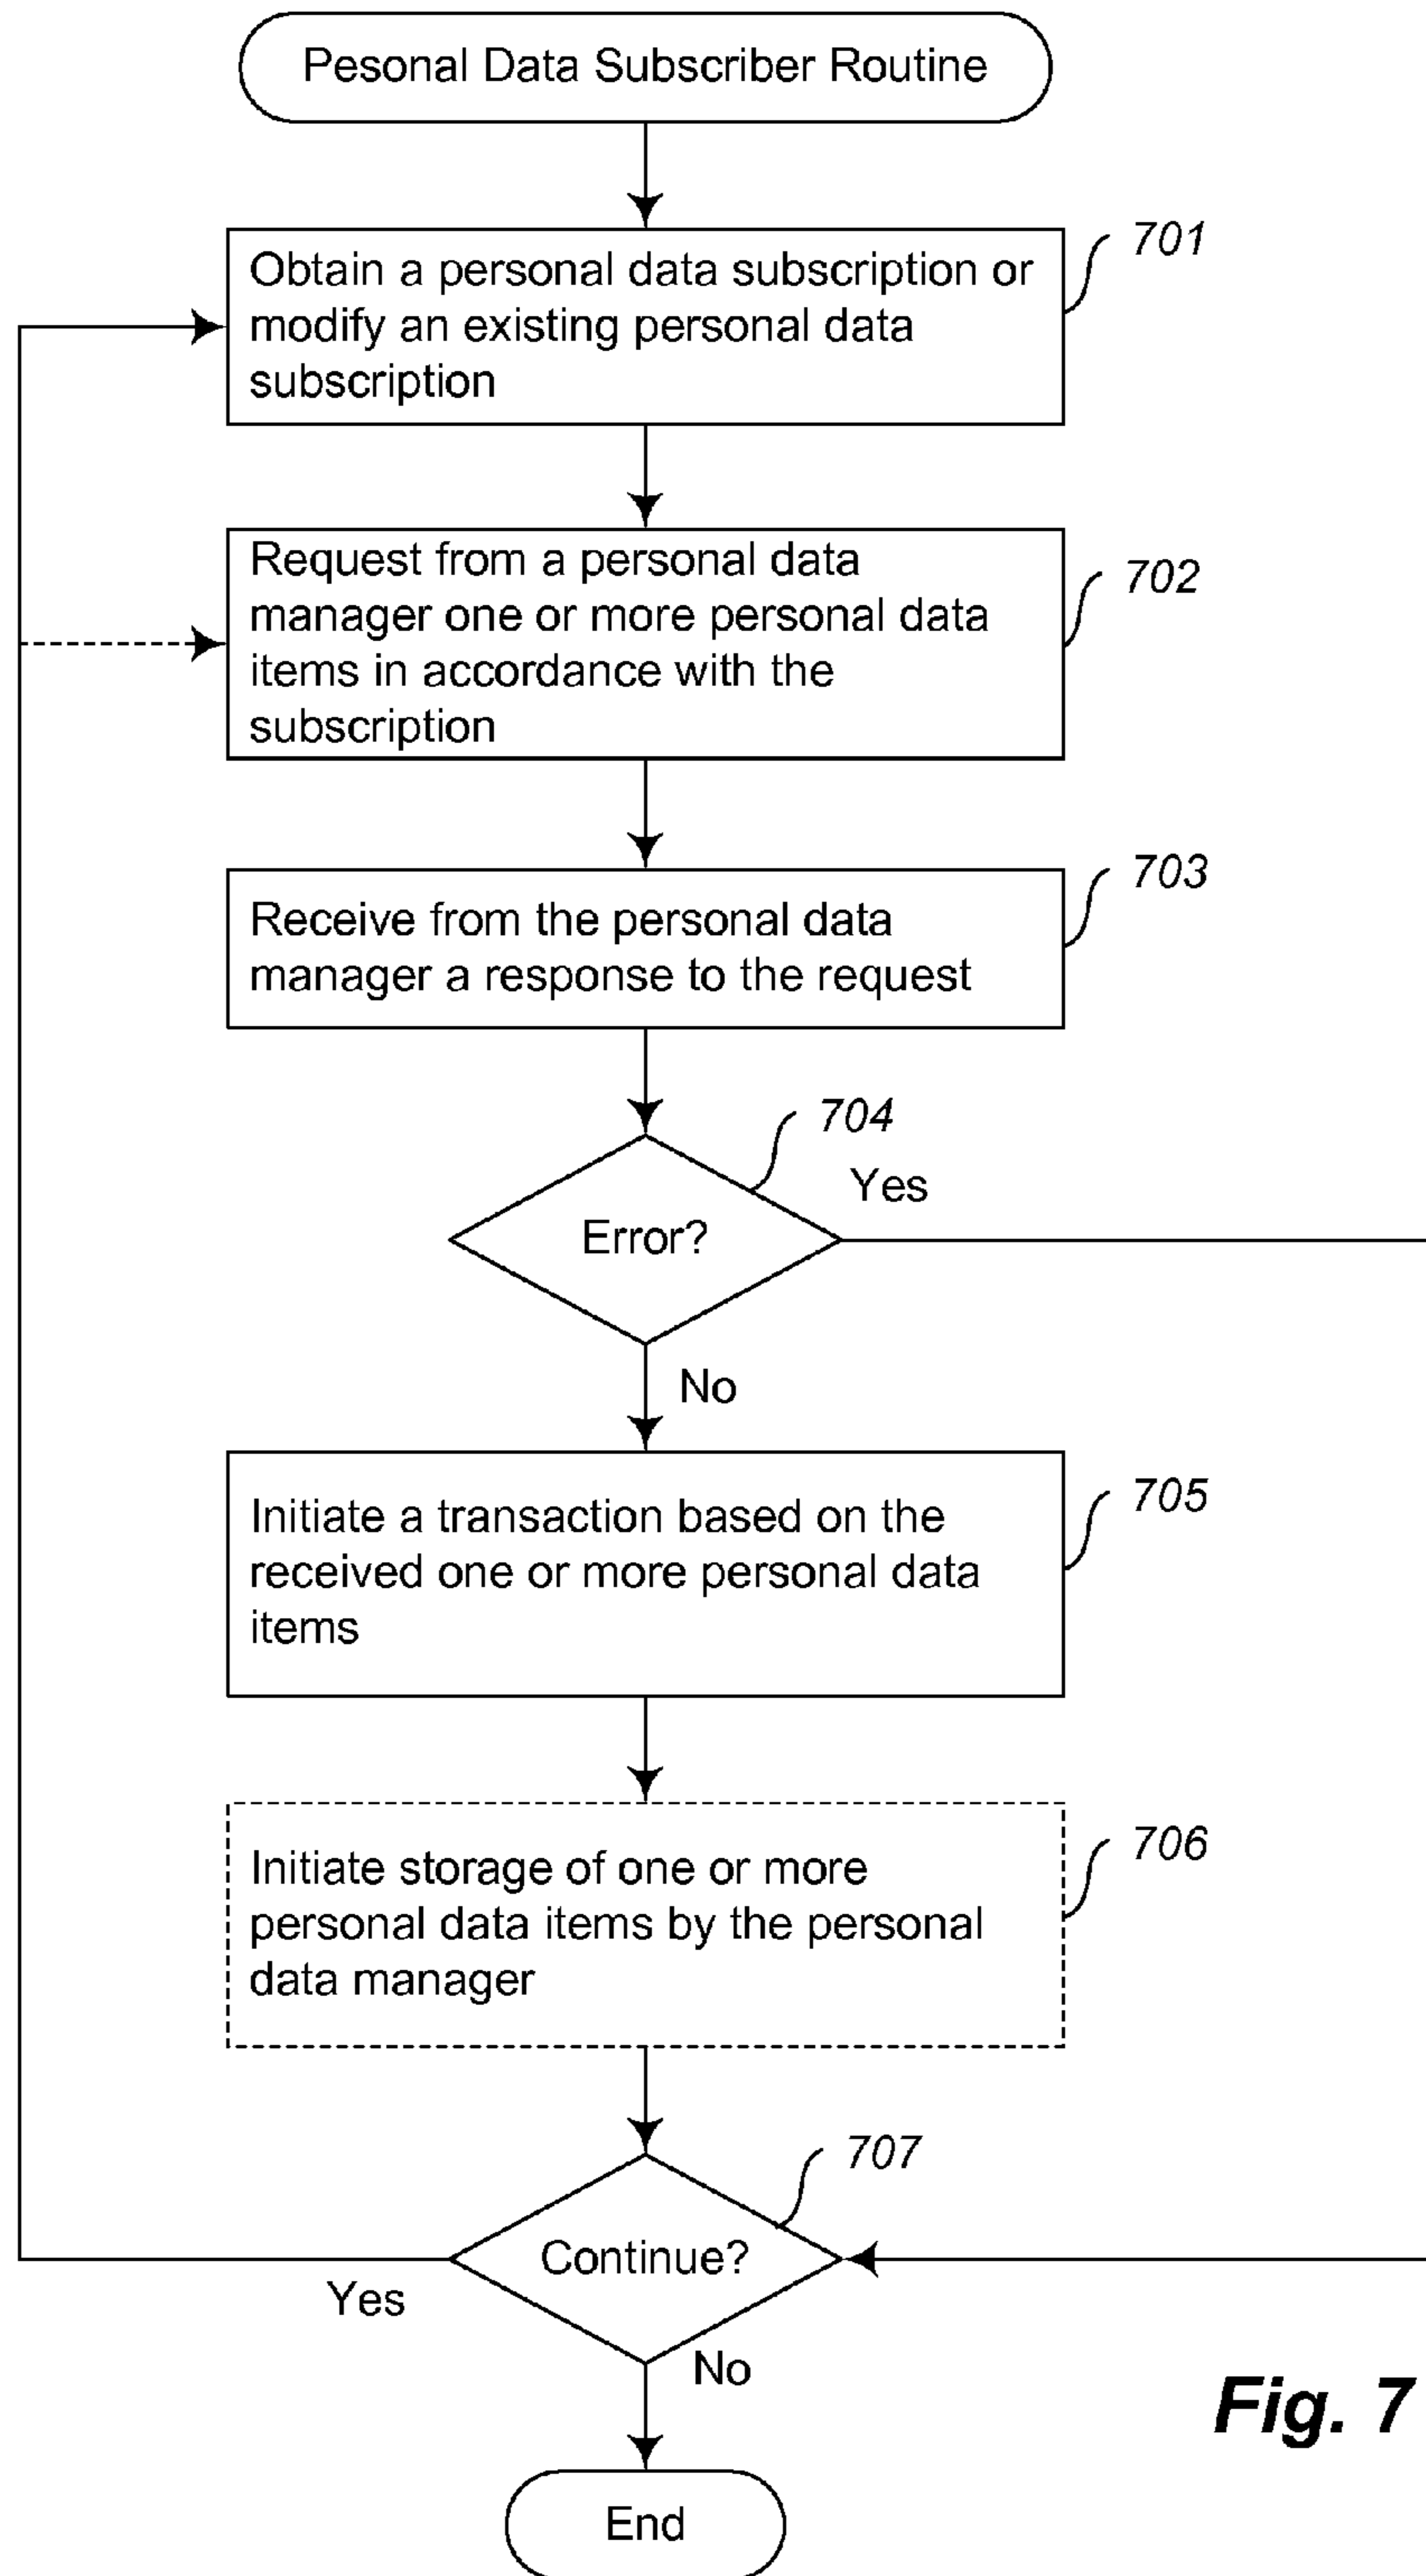 Pesonal Data Subscriber Routine
701
Obtain a personal data subscription or
modify an existing personal data
subscription
702
Request from a personal data
manager one or more personal data
items in accordance with the
subscription
703
Receive from the personal data
manager a response to the request
704
Yes
Error?
No
705
Initiate a transaction based on the
received one or more personal data
items
706
Initiate storage of one or more
personal data items by the personal
data manager
707
Continue?
Yes
No
Fig. 7
End